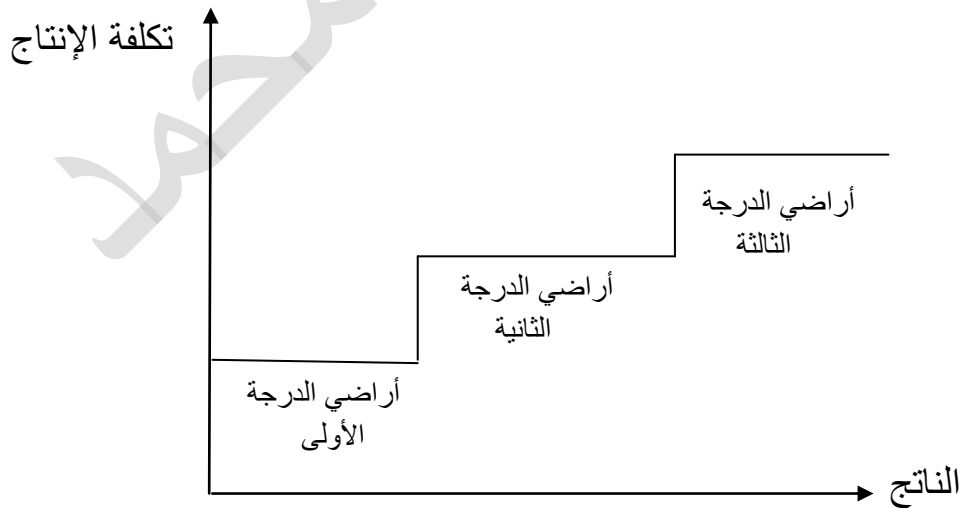 تكلفة الإنتاج
أراضي الدرجة
الثالثة
أراضي الدرجة
الثانية
أراضي الدرجة
الأولى
الناتج